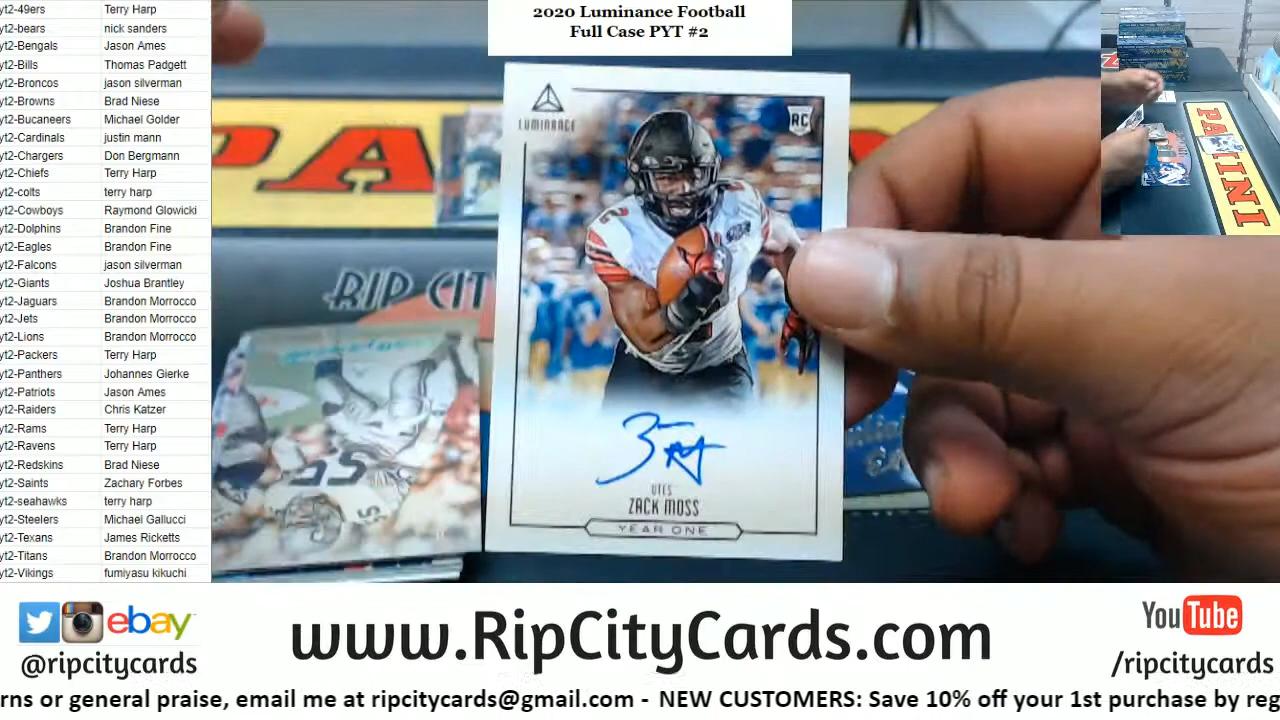 yt2-49ers Terry Harp
yt2-bears nick sanders
yt2-Bengals Jason Ames
yt2-Bills Thomas Padgett
yt2-Broncos jason silverman
yt2-Browns Brad Niese
yt2-Bucaneers Michael Golder
yt2-Cardinals justin mann
yt2-Chargers Don Bergmann
yt2-Chiefs Terry Harp
yt2-colts terry harp
yt2-Cowboys Raymond Glowicki
yt2-Dolphins Brandon Fine
yt2-Eagles Brandon Fine
yt2-Falcons jason silverman
yt2-Giants Joshua Brantley
yt2-Jaguars Brandon Morrocco
yt2-Jets Brandon Morrocco
yt2-Lions Brandon Morrocco
yt2-Packers Terry Harp
yt2-Panthers Johannes Gierke
yt2-Patriots Jason Ames
yt2-Raiders Chris Katzer
yt2-Rams Terry Harp
yt2-Ravens Terry Harp
yt2-Redskins Brad Niese
yt2-Saints Zachary Forbes
yt2-seahawks terry harp
yt2-Steelers Michael Gallucci
yt2-Texans James Ricketts
yt2-Titans Brandon Morrocco
yt2-Vikings fumiyasu kikuchi
2020 Luminance Football
Full Case PYT #2
PA
RIP CIT
LUMINANCE
RC
2
UTES
ZACK MOSS
YEAR ONE
55
PANINI
ebay
@ripcitycards
www.RipCityCards.com
YouTube
/ripcitycards
rns or general praise, email me at ripcitycards@gmail.com - NEW CUSTOMERS: Save 10% off your 1st purchase by reg